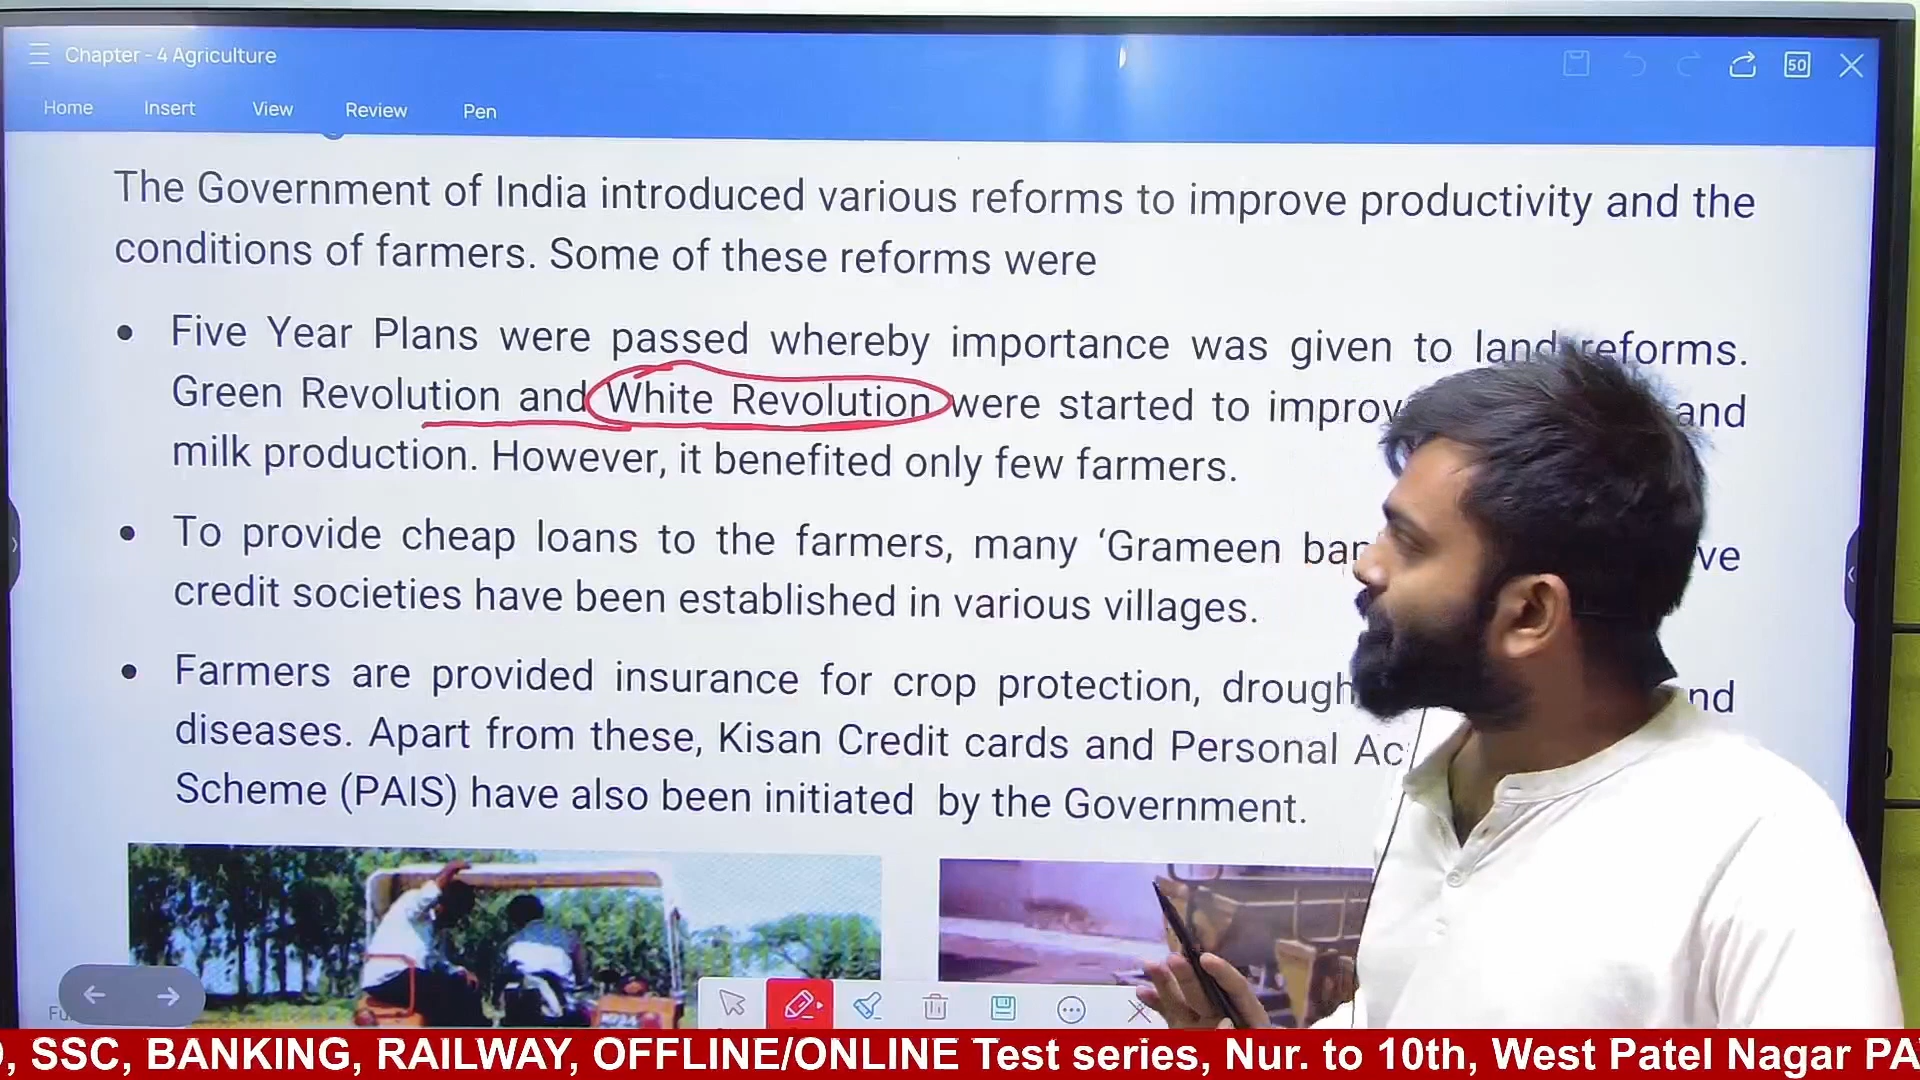 Chapter - 4 Agriculture
50
Home Insert View Review Pen
The Government of India introduced various reforms to improve productivity and the
conditions of farmers. Some of these reforms were
• Five Year Plans were passed whereby importance was given to land reforms.
Green Revolution and White Revolution were started to improv and
milk production. However, it benefited only few farmers.
• To provide cheap loans to the farmers, many ‘Grameen ban ve
credit societies have been established in various villages.
• Farmers are provided insurance for crop protection, drough nd
diseases. Apart from these, Kisan Credit cards and Personal Ac
Scheme (PAIS) have also been initiated by the Government.
, SSC, BANKING, RAILWAY, OFFLINE/ONLINE Test series, Nur. to 10th, West Patel Nagar PA